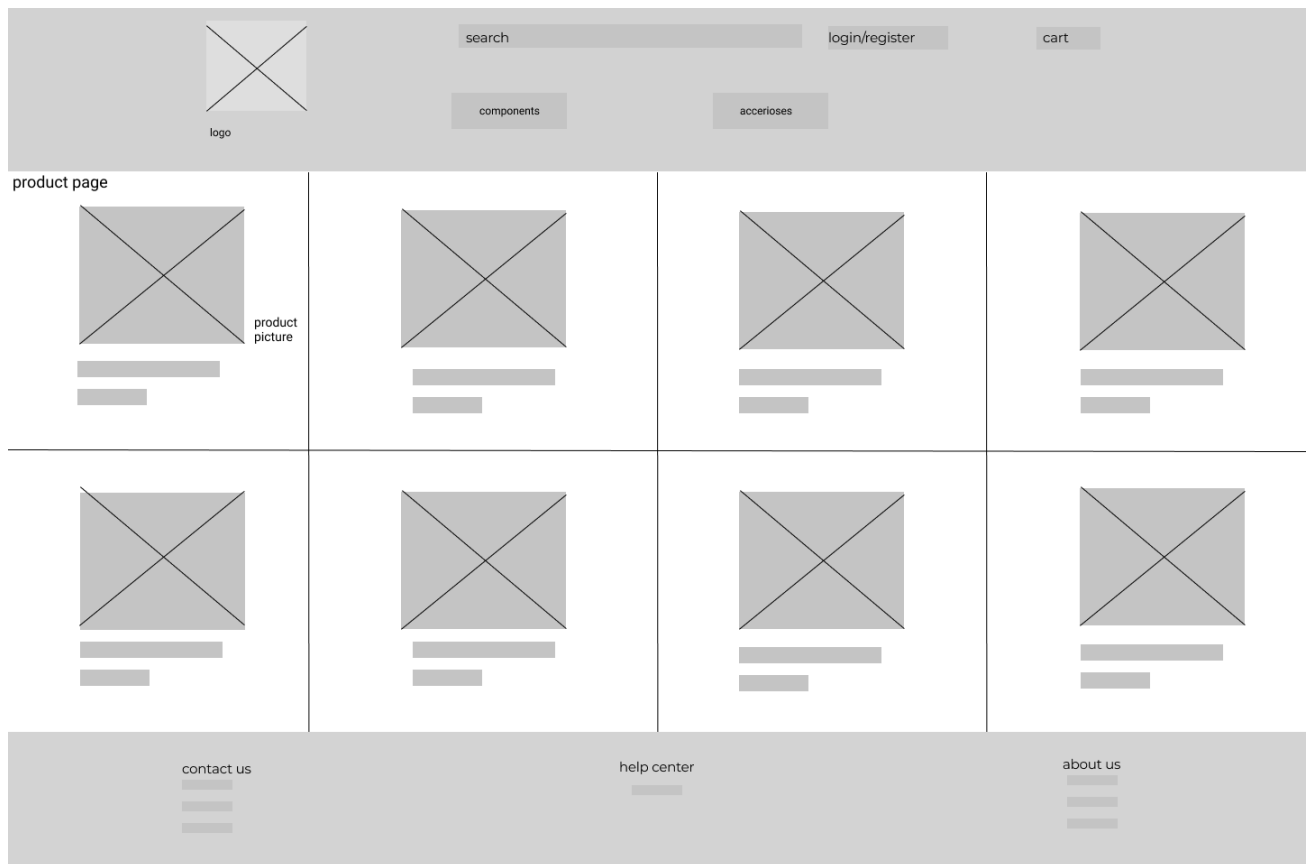 search
login/register
cart
components
accerioses
logo
product page
product
picture
contact us
help center
about us